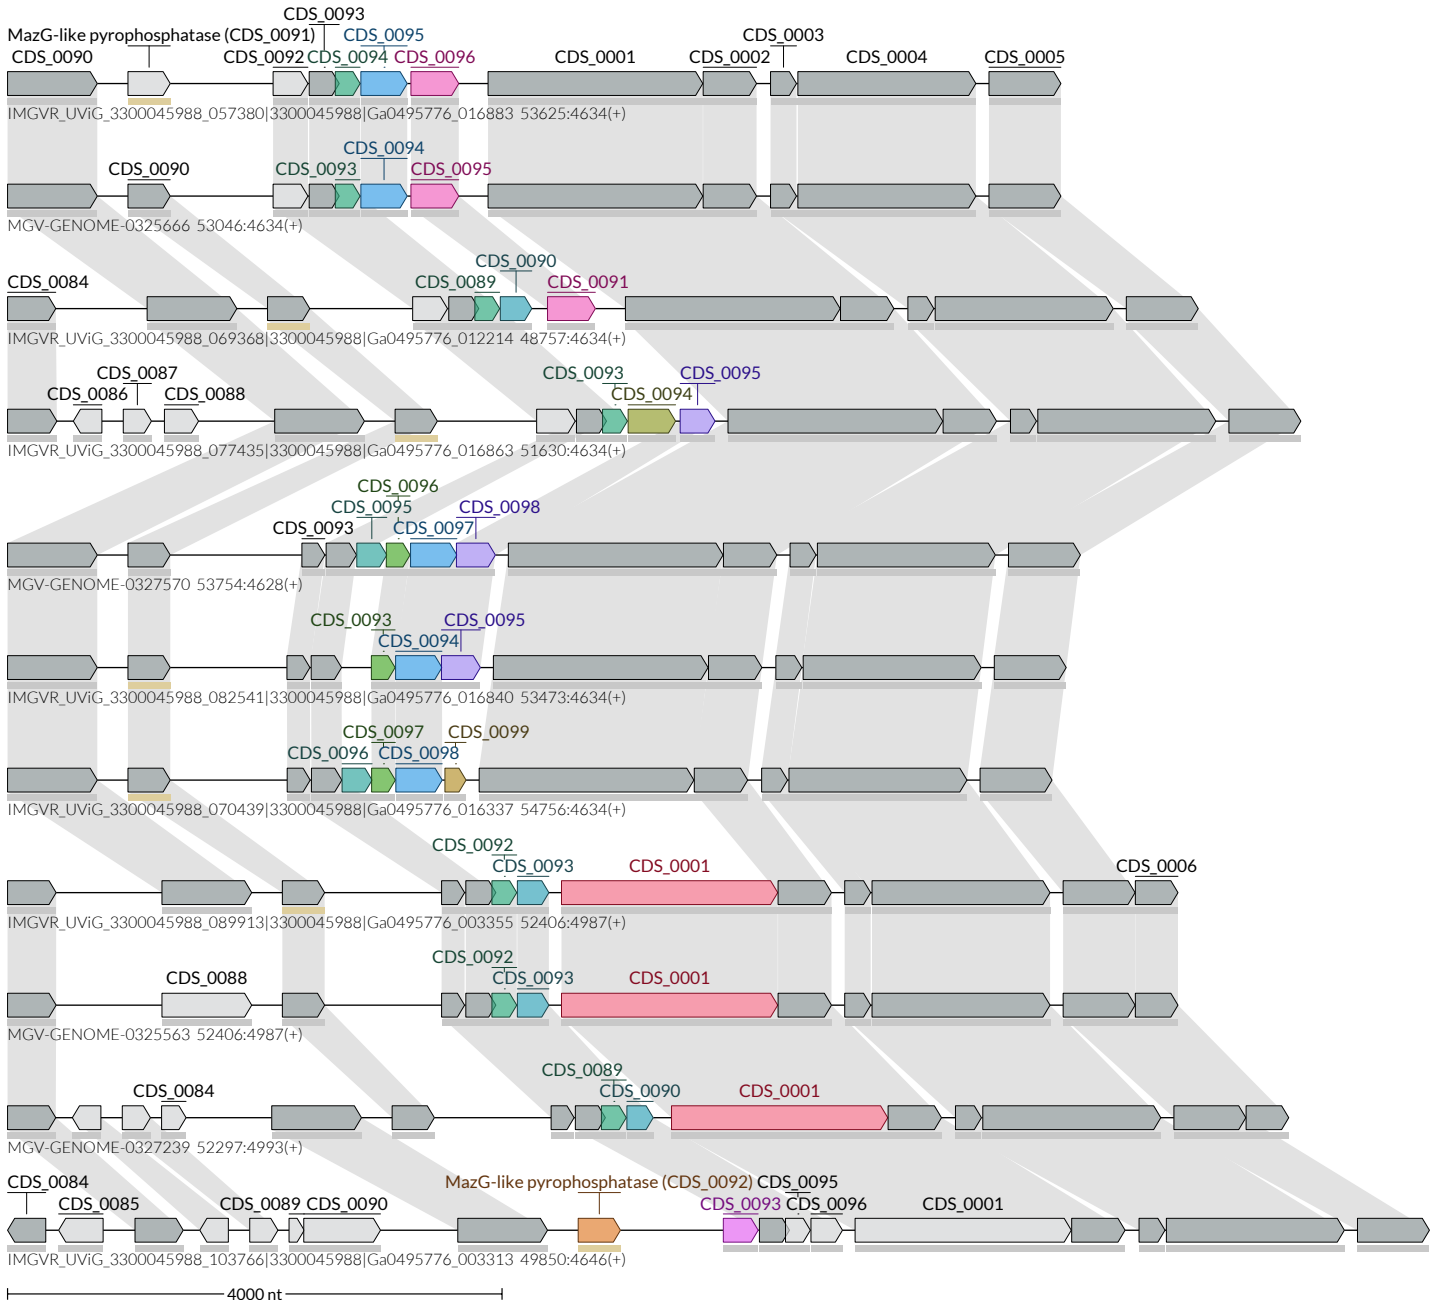 CDS_0093
MazG-like pyrophosphatase (CDS_0091) CDS_0095 CDS_0003
CDS_0090 CDS_0092 CDS_0094 CDS_0096 CDS_0001 CDS_0002 CDS_0004 CDS_0005
IMGVR_UViG_3300045988_057380|3300045988|Ga0495776_016883 53625:4634(+)
CDS_0094
CDS_0090 CDS_0093 CDS_0095
MGV-GENOME-0325666 53046:4634(+)
CDS_0090
CDS_0084 CDS_0089 CDS_0091
IMGVR_UViG_3300045988_069368|3300045988|Ga0495776_012214 48757:4634(+)
CDS_0087 CDS_0093 CDS_0095
CDS_0086 CDS_0088 CDS_0094
IMGVR_UViG_3300045988_077435|3300045988|Ga0495776_016863 51630:4634(+)
CDS_0096
CDS_0095 CDS_0098
CDS_0093 CDS_0097
MGV-GENOME-0327570 53754:4628(+)
CDS_0093 CDS_0095
CDS_0094
IMGVR_UViG_3300045988_082541|3300045988|Ga0495776_016840 53473:4634(+)
CDS_0097 CDS_0099
CDS_0096 CDS_0098
IMGVR_UViG_3300045988_070439|3300045988|Ga0495776_016337 54756:4634(+)
CDS_0092
CDS_0093 CDS_0001 CDS_0006
IMGVR_UViG_3300045988_089913|3300045988|Ga0495776_003355 52406:4987(+)
CDS_0092
CDS_0088 CDS_0093 CDS_0001
MGV-GENOME-0325563 52406:4987(+)
CDS_0089
CDS_0084 CDS_0090 CDS_0001
MGV-GENOME-0327239 52297:4993(+)
CDS_0084 MazG-like pyrophosphatase (CDS_0092) CDS_0095
CDS_0085 CDS_0089 CDS_0090 CDS_0093 CDS_0096 CDS_0001
IMGVR_UViG_3300045988_103766|3300045988|Ga0495776_003313 49850:4646(+)
4000 nt